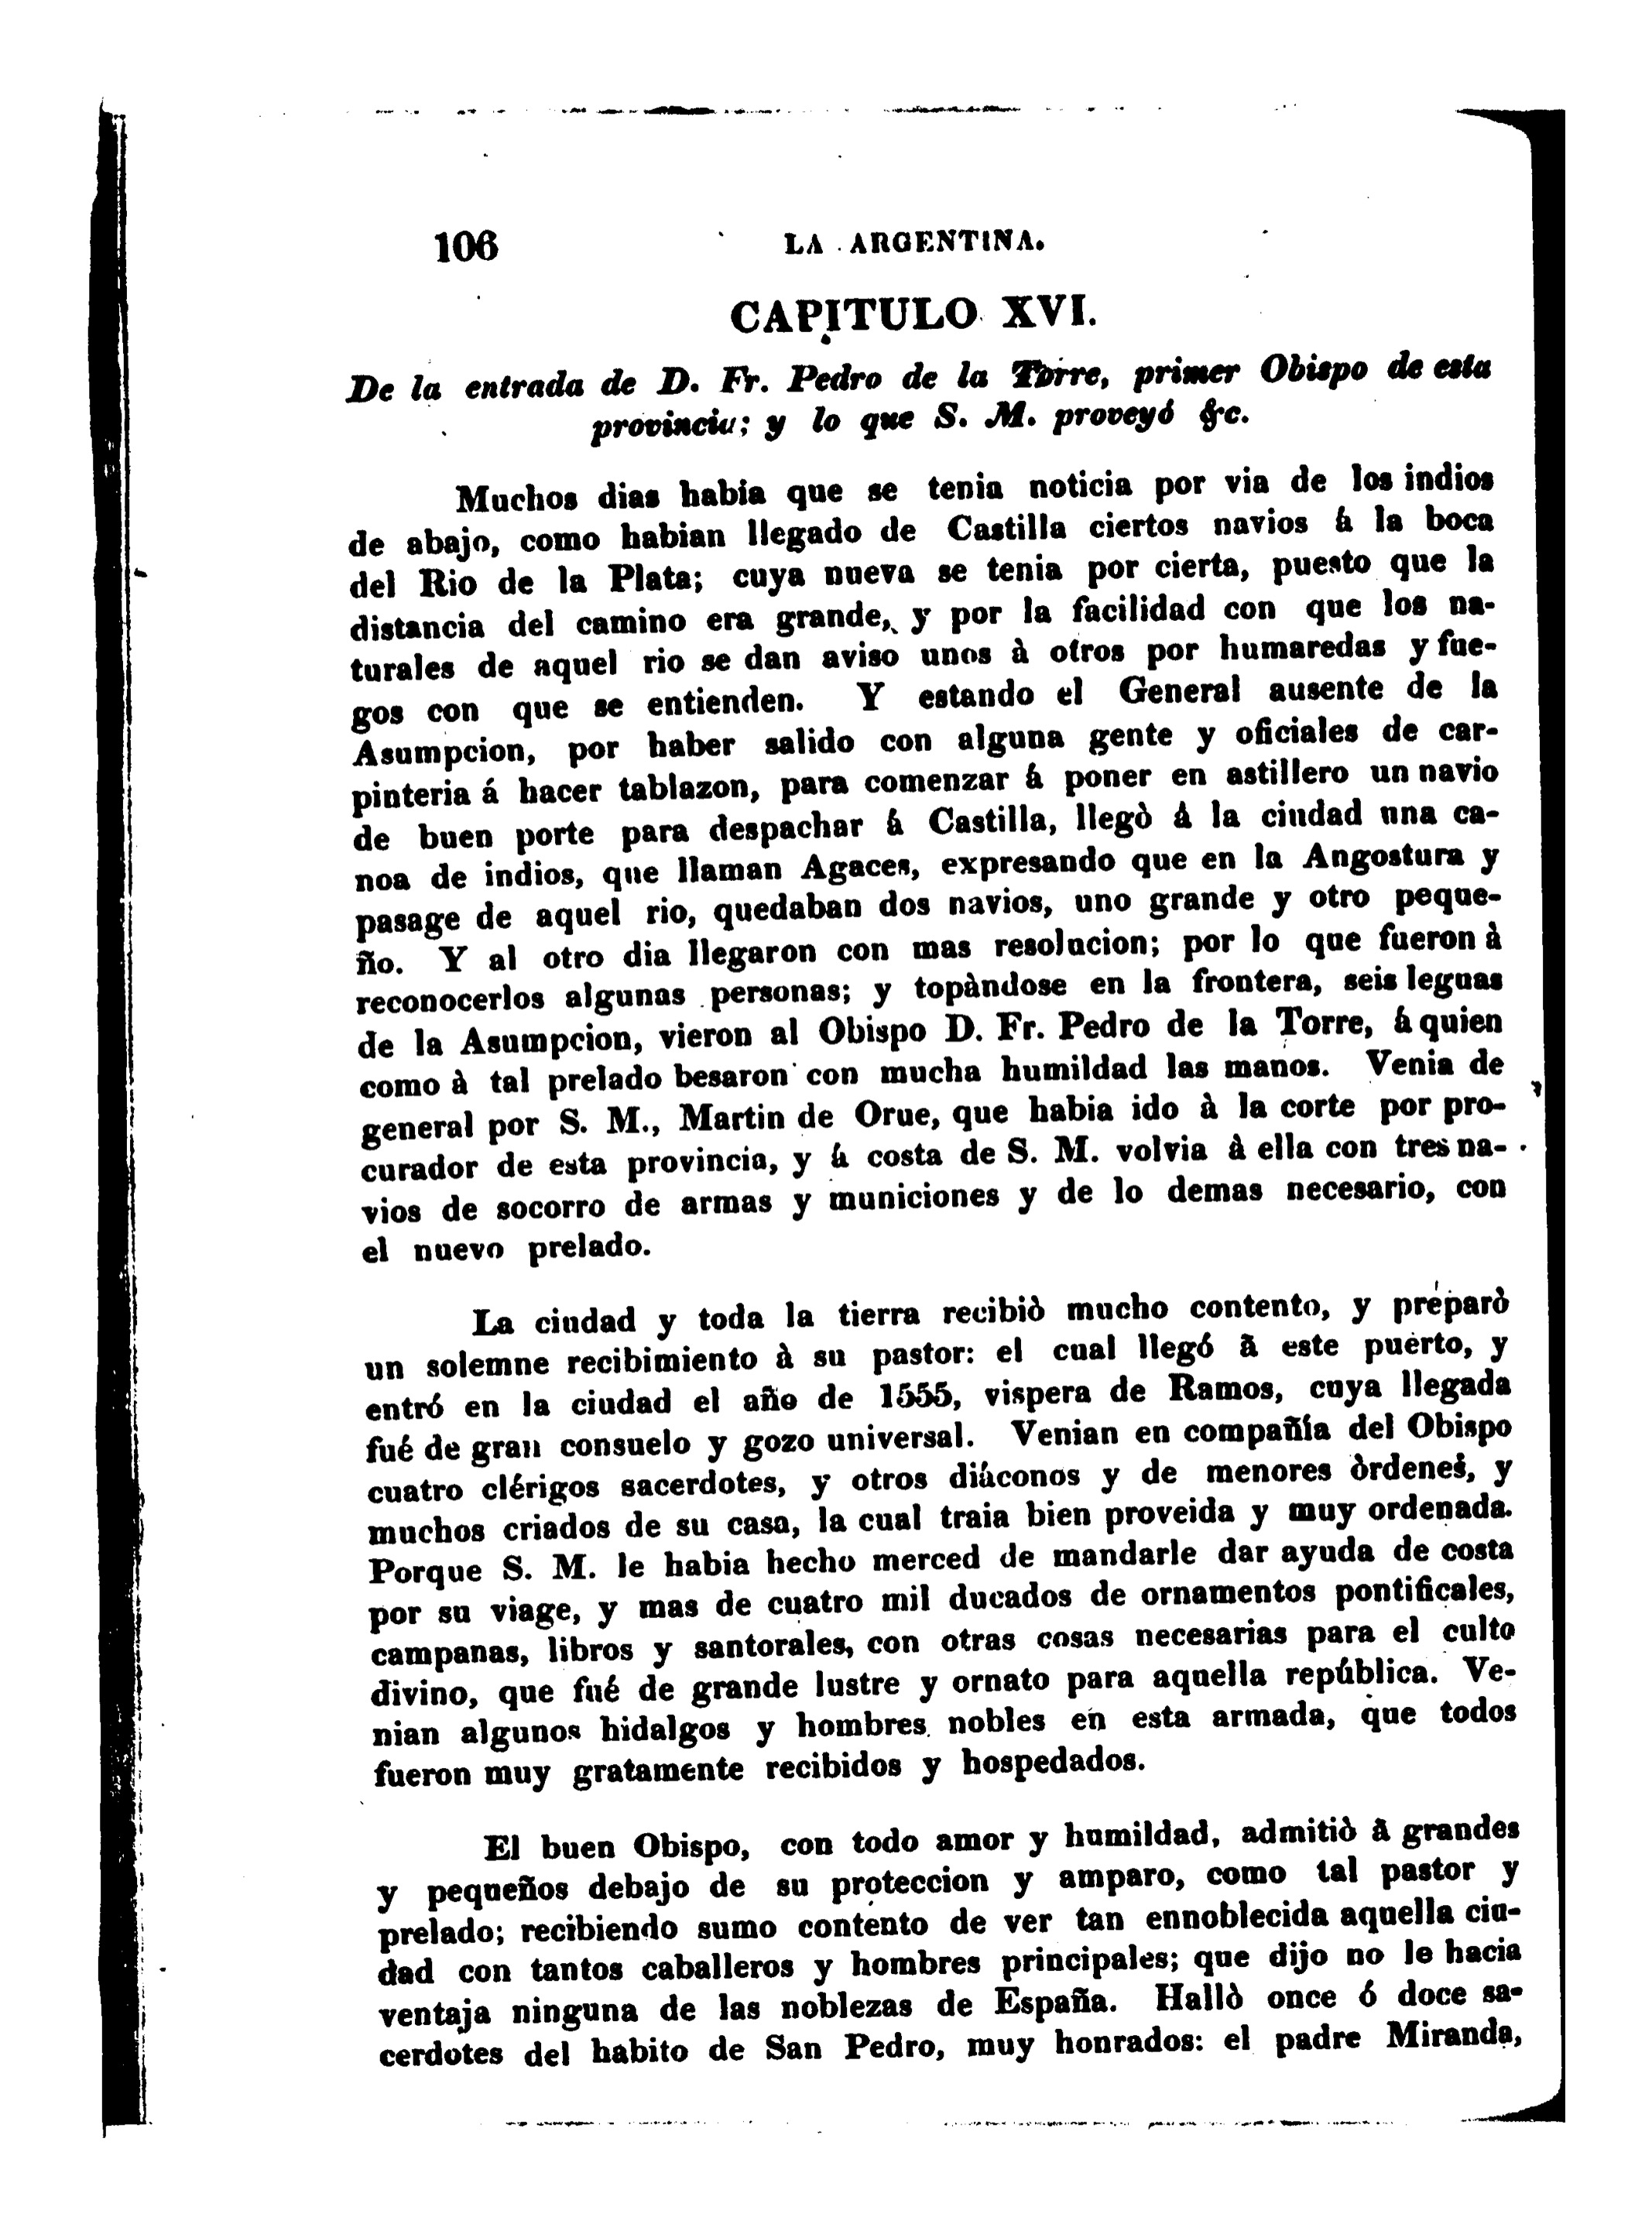 106 LA ARGENTINA.
CAPITULO XVI.
De la entrada de D. Fr. Pedro de la Torre, primer Obispo de esta
provincia; y lo que S. M. proveyó &c.
Muchos dias habia que se tenia noticia por via de los indios
de abajo, como habian llegado de Castilla ciertos navios á la boca
del Rio de la Plata; cuya nueva se tenia por cierta, puesto que la
distancia del camino era grande, y por la facilidad con que los na-
turales de aquel rio se dan aviso unos à otros por humaredas y fue-
gos con que se entienden. Y estando el General ausente de la
Asumpcion, por haber salido con alguna gente y oficiales de car-
pinteria á hacer tablazon, para comenzar á poner en astillero un navio
de buen porte para despachar á Castilla, llegò á la ciudad una ca-
noa de indios, que llaman Agaces, expresando que en la Angostura y
pasage de aquel rio, quedaban dos navios, uno grande y otro peque-
ño. Y al otro dia llegaron con mas resolucion; por lo que fueron à
reconocerlos algunas personas; y topàndose en la frontera, seis leguas
de la Asumpcion, vieron al Obispo D. Fr. Pedro de la Torre, á quien
como à tal prelado besaron con mucha humildad las manos. Venia de
general por S. M., Martin de Orue, que habia ido à la corte por pro-
curador de esta provincia, y á costa de S. M. volvia à ella con tres na-
vios de socorro de armas y municiones y de lo demas necesario, con
el nuevo prelado.
La ciudad y toda la tierra recibiò mucho contento, y preparò
un solemne recibimiento à su pastor: el cual llegó ã este puerto, y
entró en la ciudad el año de 1555, vispera de Ramos, cuya llegada
fué de gran consuelo y gozo universal. Venian en compañía del Obispo
cuatro clérigos sacerdotes, y otros diáconos y de menores òrdenes, y
muchos criados de su casa, la cual traia bien proveida y muy ordenada.
Porque S. M. le habia hecho merced de mandarle dar ayuda de costa
por su viage, y mas de cuatro mil ducados de ornamentos pontificales,
campanas, libros y santorales, con otras cosas necesarias para el culto
divino, que fué de grande lustre y ornato para aquella república. Ve-
nian algunos hidalgos y hombres nobles en esta armada, que todos
fueron muy gratamente recibidos y hospedados.
El buen Obispo, con todo amor y humildad, admitiò ã grandes
y pequeños debajo de su proteccion y amparo, como tal pastor y
prelado; recibiendo sumo contento de ver tan ennoblecida aquella ciu-
dad con tantos caballeros y hombres principales; que dijo no le hacia
ventaja ninguna de las noblezas de España. Hallò once ó doce sa-
cerdotes del habito de San Pedro, muy honrados: el padre Miranda,